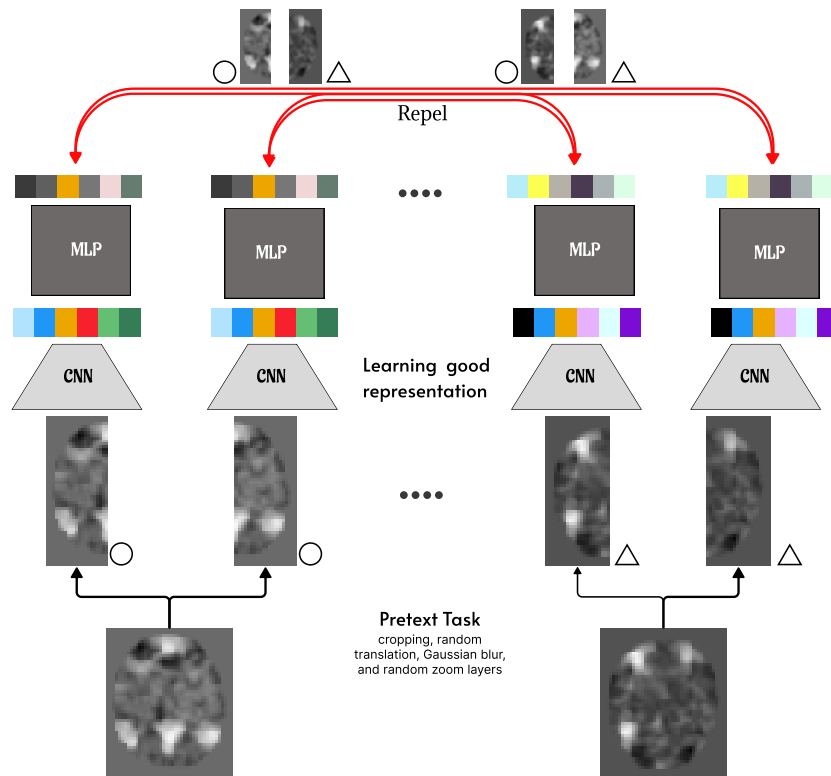 Repel
MLP
MLP
MLP
MLP
CNN
CNN
CNN
CNN
Learning good
representation
Pretext Task
cropping, random
translation, Gaussian blur,
and random zoom layers